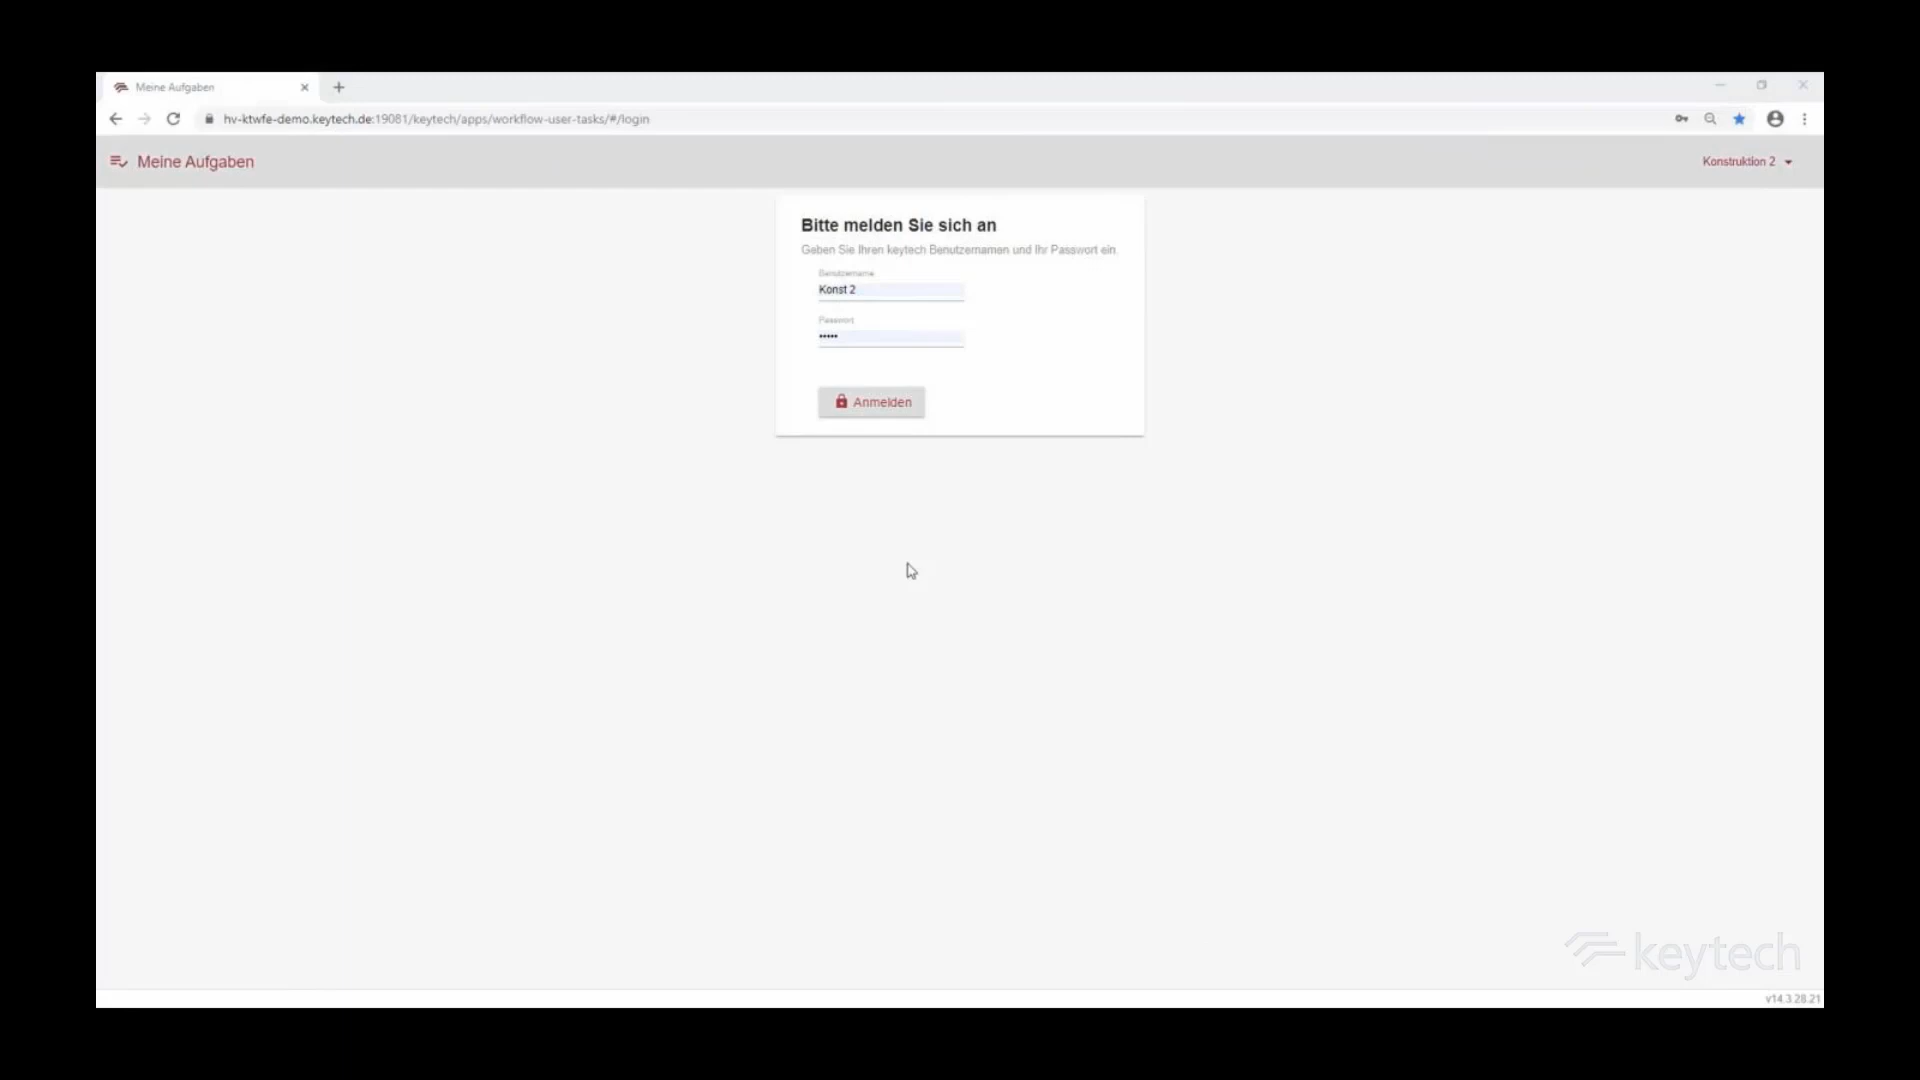 Meine Aufgaben
hv-ktwfe-demo.keytech.de:19081/keytech/apps/workflow-user-tasks/#/login
Meine Aufgaben
Konstruktion 2
Bitte melden Sie sich an
Geben Sie Ihren keytech Benutzernamen und Ihr Passwort ein.
Benutzername
Konst 2
Passwort
•••••
Anmelden
keytech
v14.3.28.21